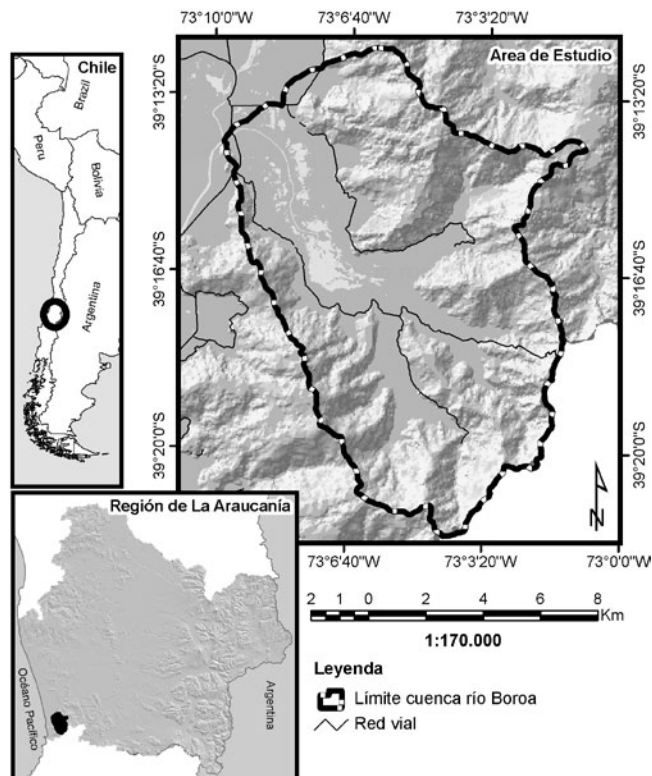 73°10'0"W 73°6'40"W 73°3'20"W
Chile
Brazil
Peru
Bolivia
Argentina
Area de Estudio
39°13'20"S
39°13'20"S
39°16'40"S
39°16'40"S
39°20'0"S
39°20'0"S
N
73°6'40"W 73°3'20"W 73°0'0"W
Región de La Araucanía
Océano Pacífico
Argentina
2 1 0 2 4 6 8
Km
1:170.000
Leyenda
Límite cuenca río Boroa
Red vial